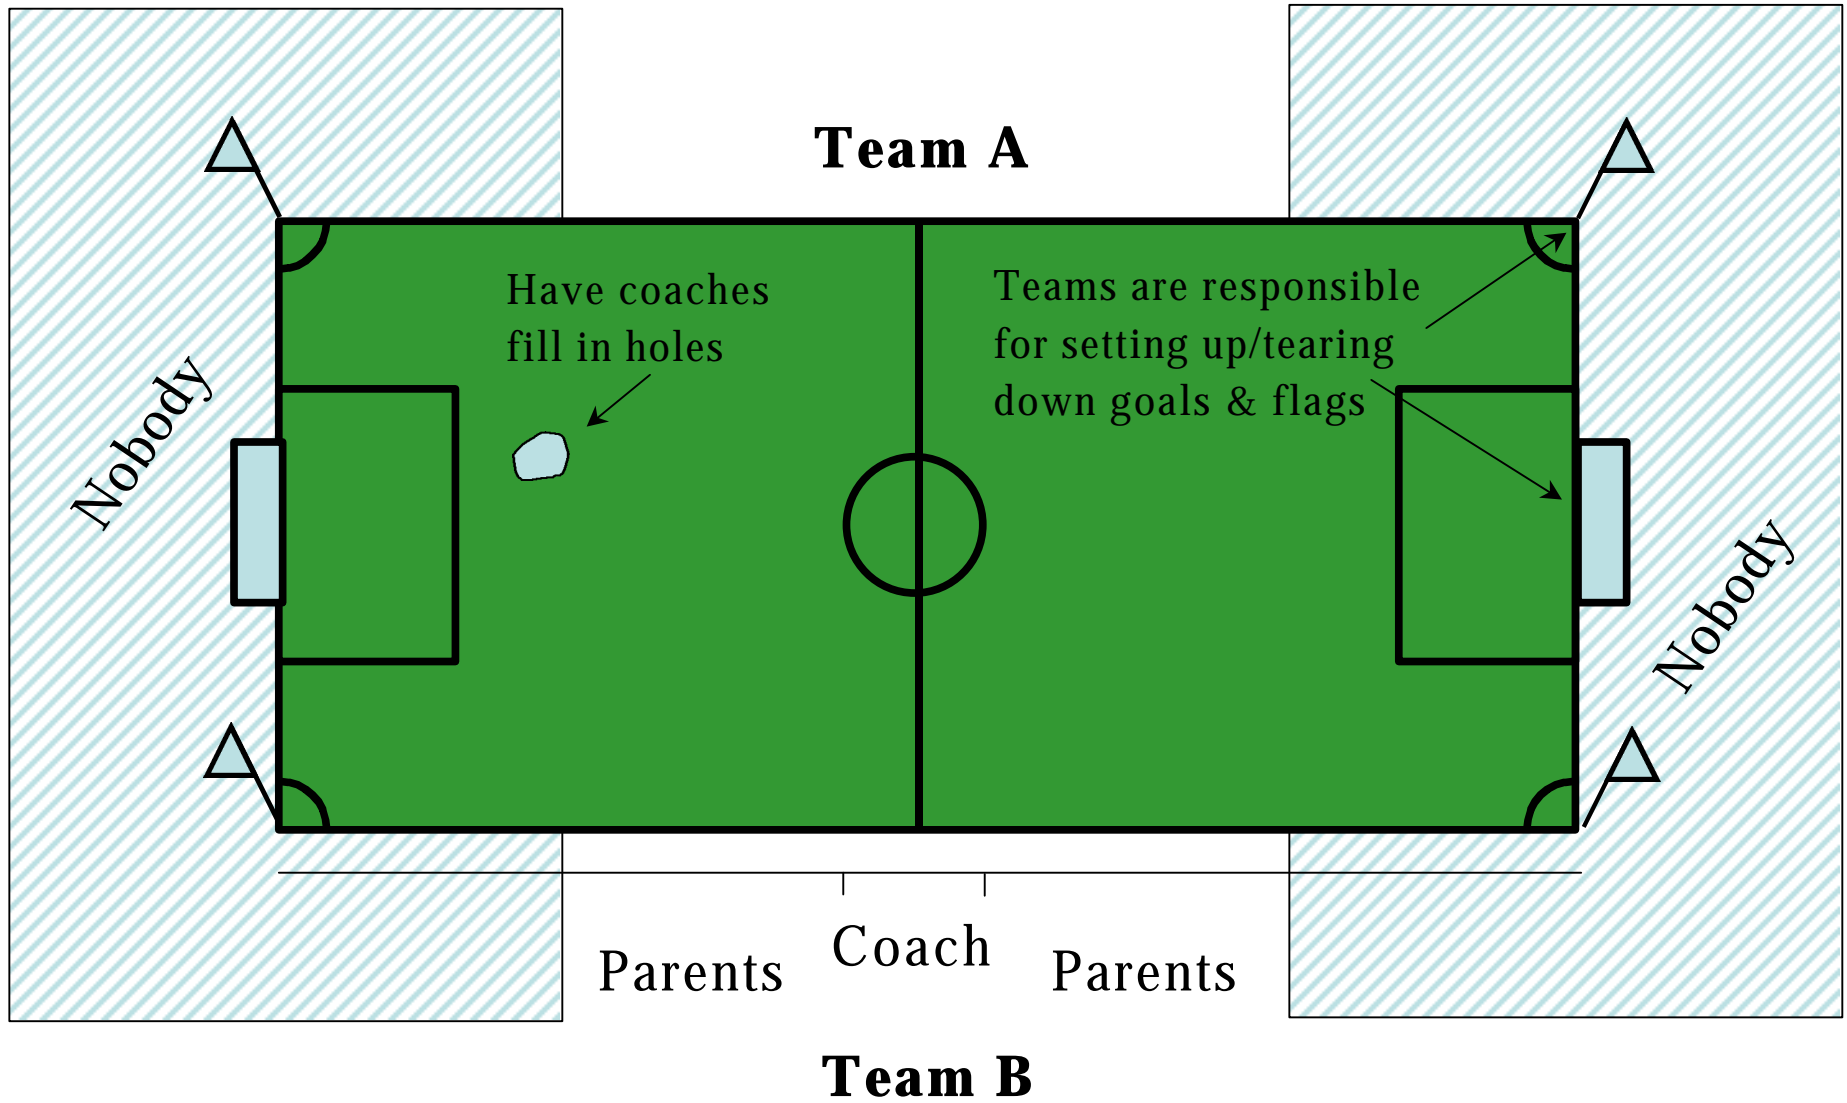 Team A
Have coaches
fill in holes
Teams are responsible
for setting up/tearing
down goals & flags
Nobody
Nobody
Parents
Coach
Parents
Team B